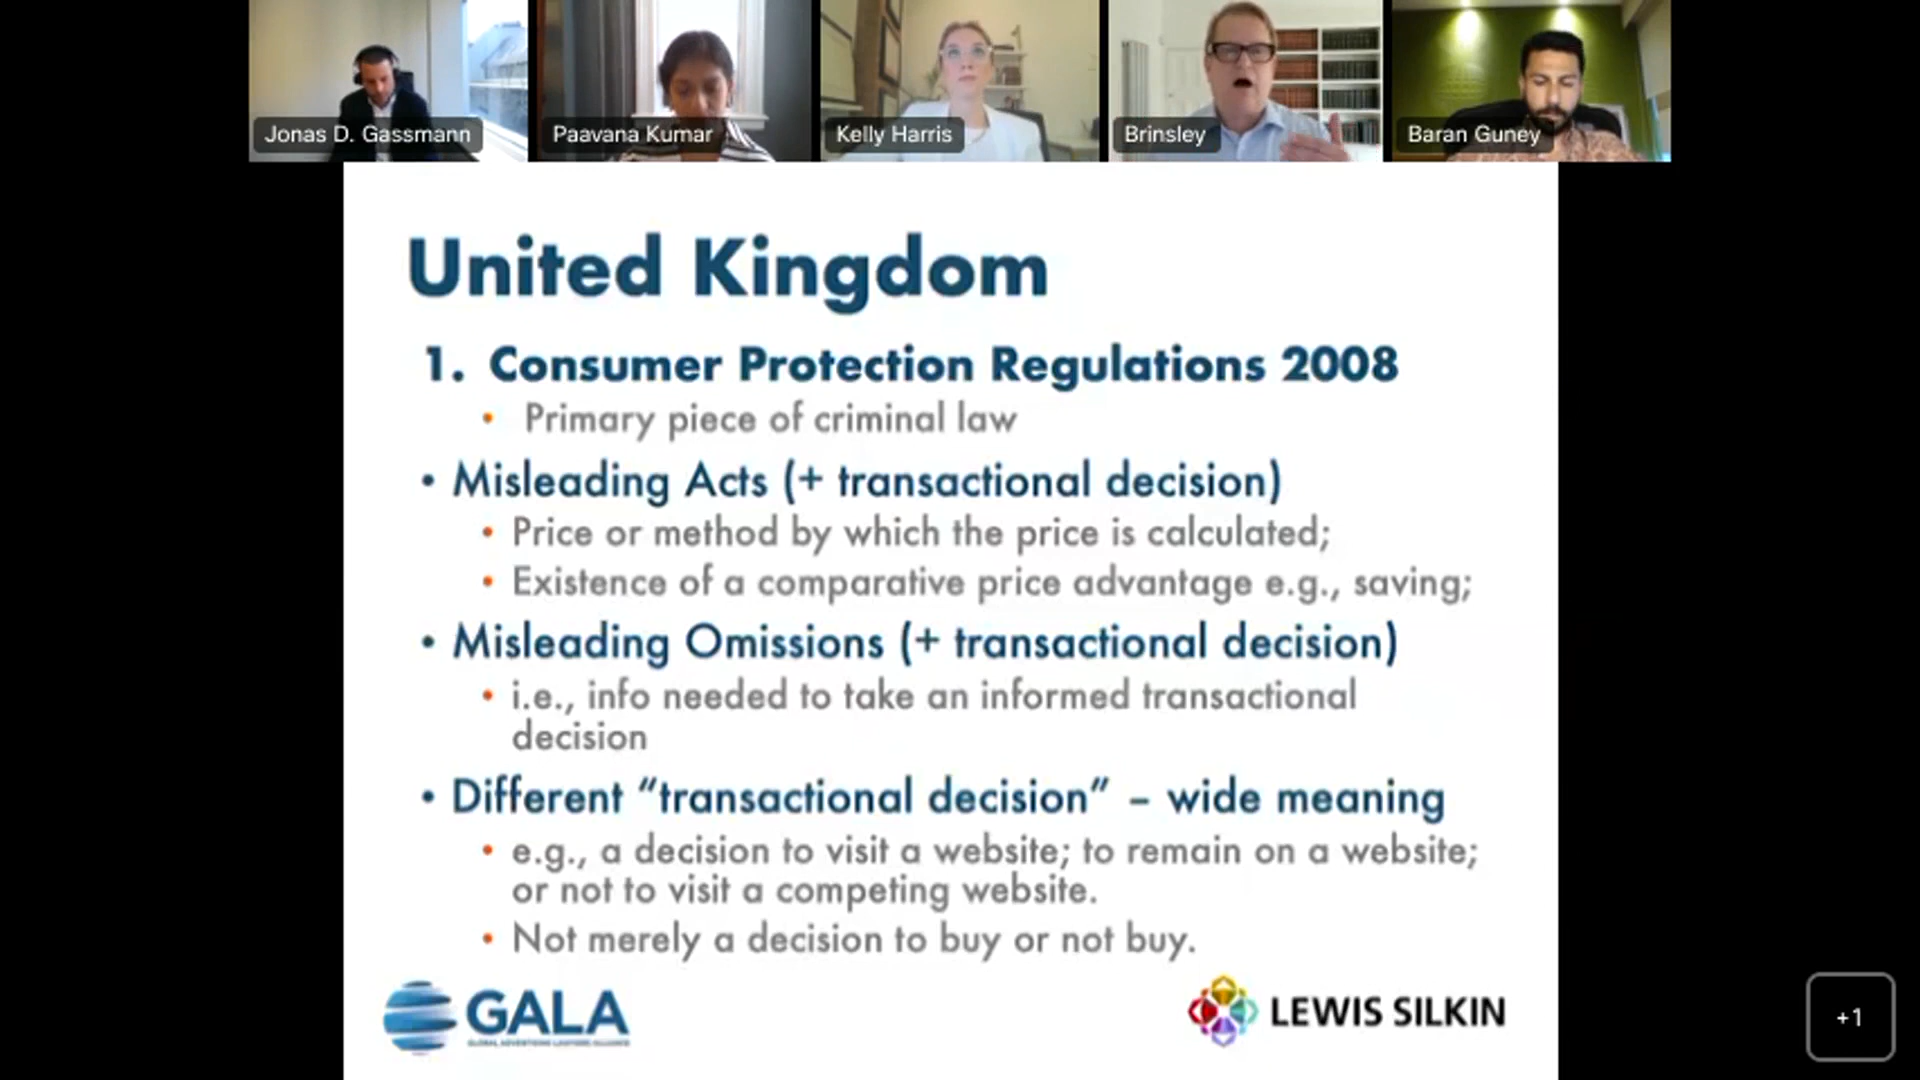 Jonas D. Gassmann
Paavana Kumar
Kelly Harris
Brinsley
Baran Guney
United Kingdom
1. Consumer Protection Regulations 2008
• Primary piece of criminal law
• Misleading Acts (+ transactional decision)
• Price or method by which the price is calculated;
• Existence of a comparative price advantage e.g., saving;
• Misleading Omissions (+ transactional decision)
• i.e., info needed to take an informed transactional
decision
• Different “transactional decision” – wide meaning
• e.g., a decision to visit a website; to remain on a website;
or not to visit a competing website.
• Not merely a decision to buy or not buy.
GALA
GLOBAL ADVERTISING LAWYERS ALLIANCE
LEWIS SILKIN
+1